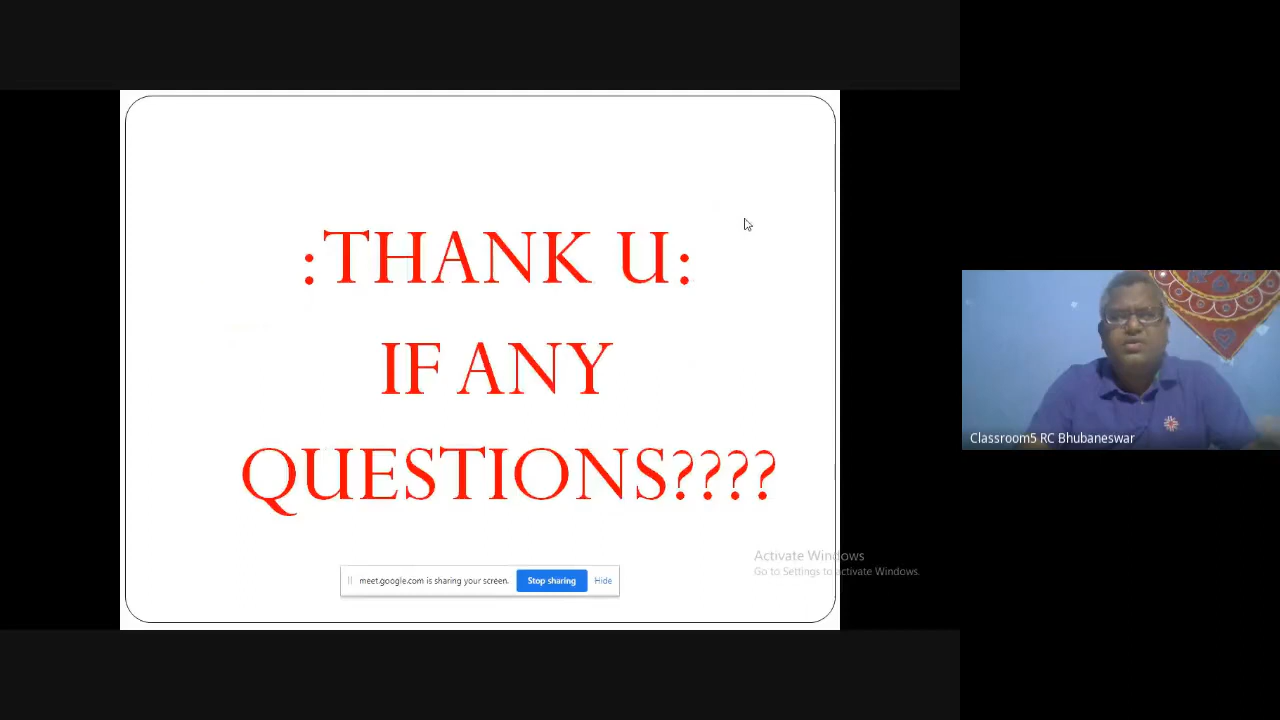 :THANK U:
IF ANY
QUESTIONS????
meet.google.com is sharing your screen.
Stop sharing
Hide
Activate Windows
Go to Settings to activate Windows.
Classroom5 RC Bhubaneswar